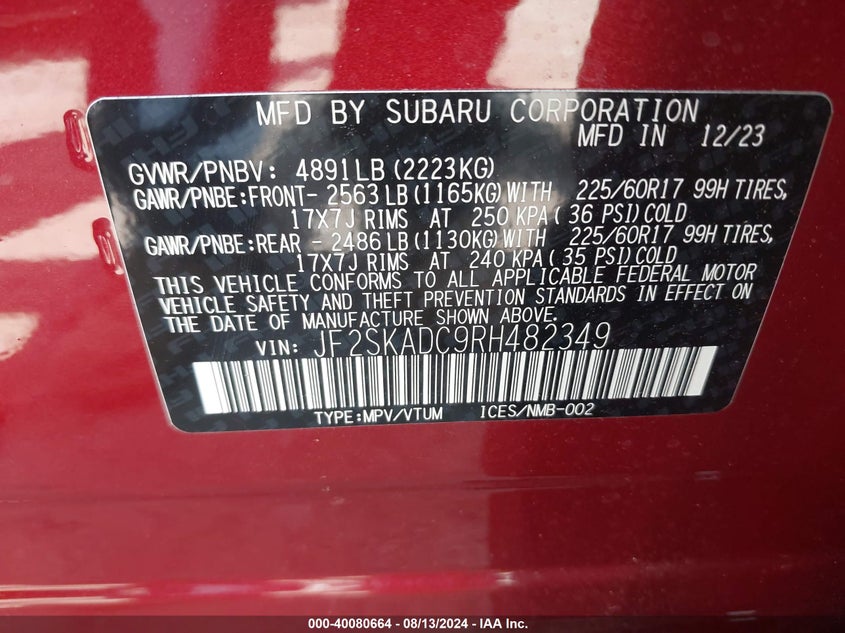 MFD BY SUBARU CORPORATION
MFD IN 12/23
GVWR/PNBV: 4891LB (2223KG)
GAWR/PNBE:FRONT- 2563LB (1165KG) WITH 225/60R17 99H TIRES,
17X7J RIMS AT 250 KPA ( 36 PSI) COLD
GAWR/PNBE:REAR - 2486LB (1130KG) WITH 225/60R17 99H TIRES,
17X7J RIMS AT 240 KPA ( 35 PSI) COLD
THIS VEHICLE CONFORMS TO ALL APPLICABLE FEDERAL MOTOR
VEHICLE SAFETY AND THEFT PREVENTION STANDARDS IN EFFECT ON
THE DATE OF MANUFACTURE SHOWN ABOVE.
VIN: JF2SKADC9RH482349
TYPE:MPV/VTUM ICES/NMB-002
000-40080664 - 08/13/2024 - IAA Inc.